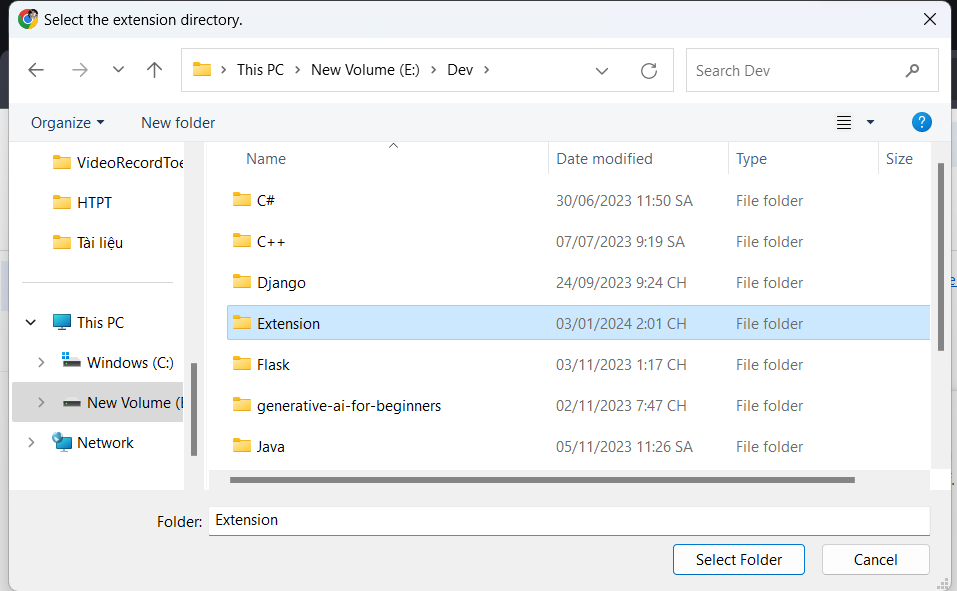 Select the extension directory.
This PC > New Volume (E:) > Dev >
Search Dev
Organize
New folder
Name Date modified Type Size
VideoRecordToe
HTPT
Tài liệu
This PC
Windows (C:)
New Volume (E
Network
C# 30/06/2023 11:50 SA File folder
C++ 07/07/2023 9:19 SA File folder
Django 24/09/2023 9:24 CH File folder
Extension 03/01/2024 2:01 CH File folder
Flask 03/11/2023 1:17 CH File folder
generative-ai-for-beginners 02/11/2023 7:47 CH File folder
Java 05/11/2023 11:26 SA File folder
Folder: Extension
Select Folder Cancel